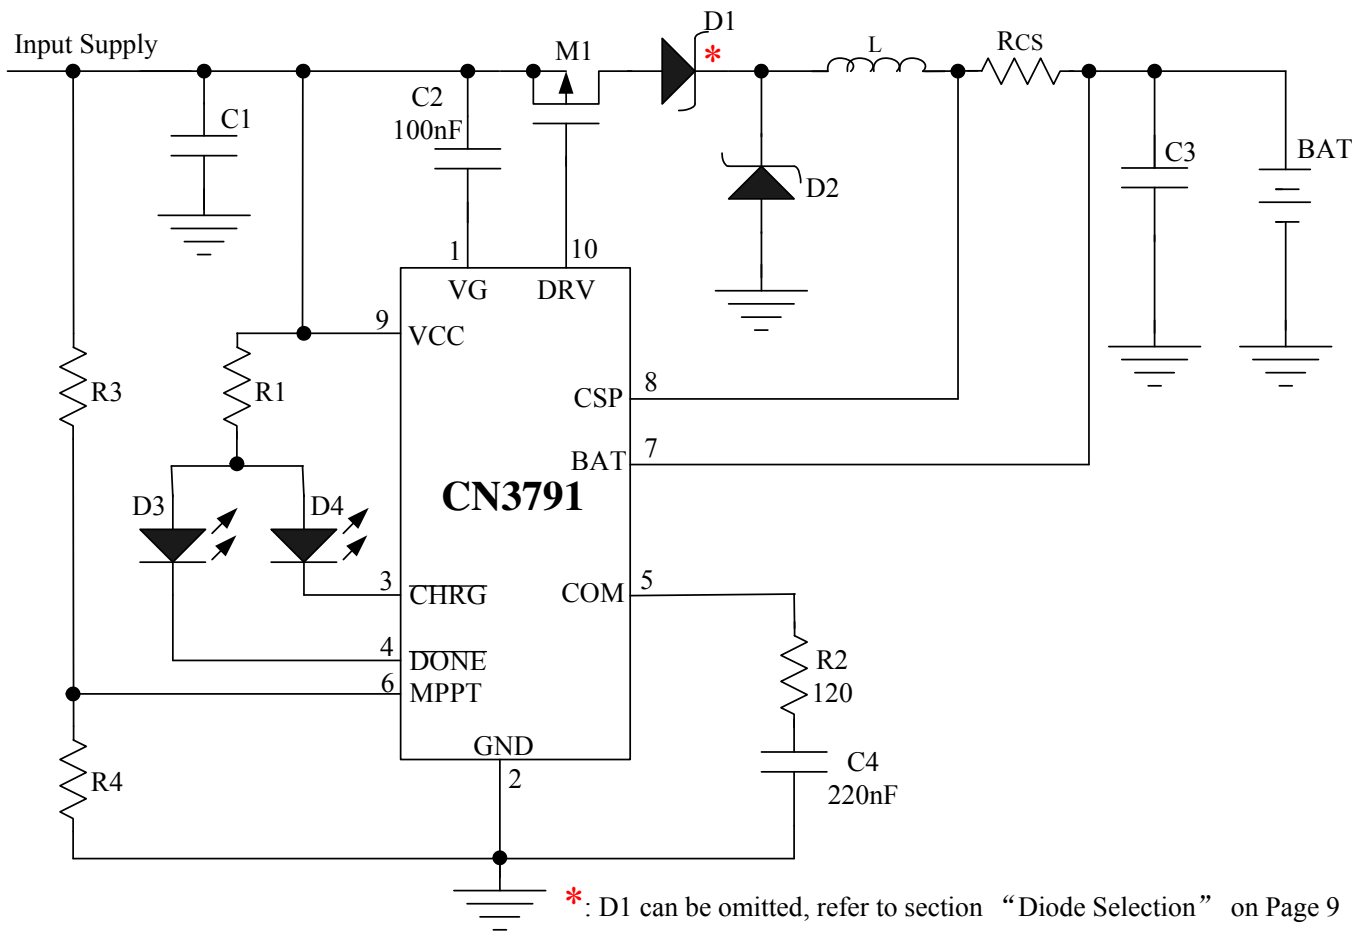 Input Supply
D1
*
M1
L
RCS
C2
100nF
C1
C3
BAT
D2
1
10
VG
DRV
9
VCC
R3
R1
8
CSP
7
BAT
CN3791
D3
D4
3
CHRG
COM
5
4
DONE
6
MPPT
R2
120
GND
2
R4
C4
220nF
*: D1 can be omitted, refer to section “Diode Selection” on Page 9